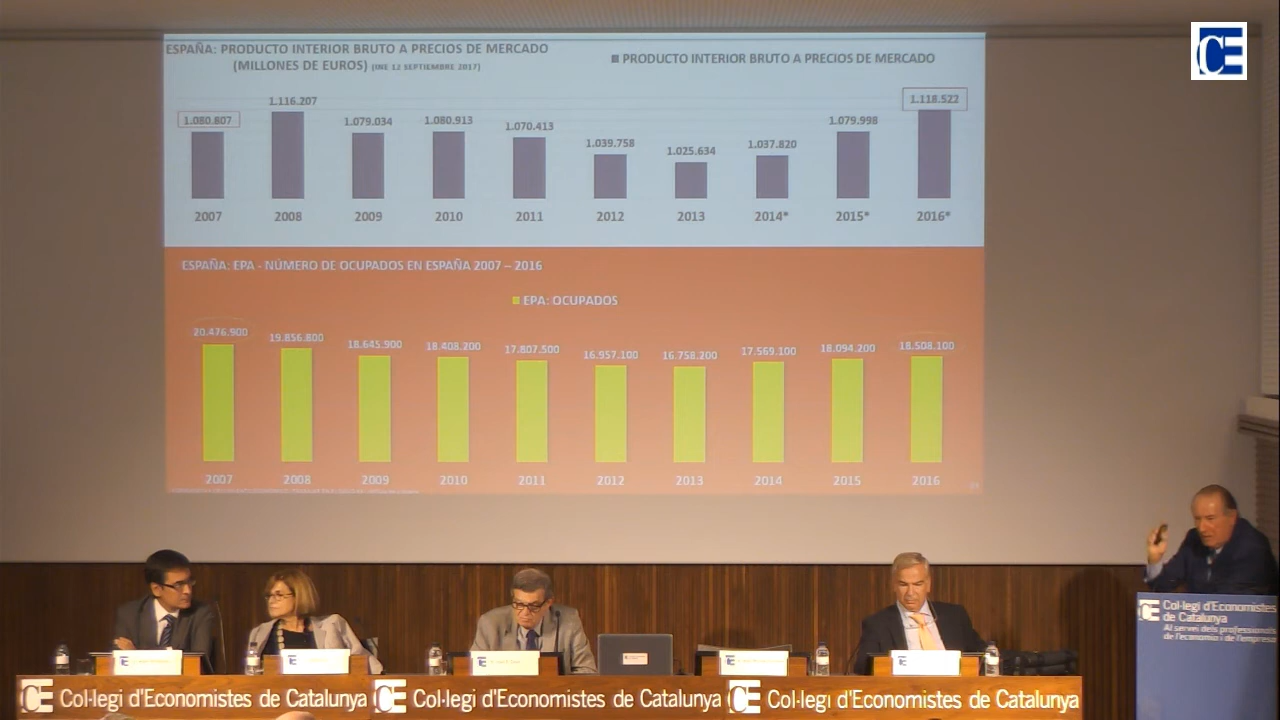 CE
ESPAÑA: PRODUCTO INTERIOR BRUTO A PRECIOS DE MERCADO
(MILLONES DE EUROS) (INE 12 SEPTIEMBRE 2017)
PRODUCTO INTERIOR BRUTO A PRECIOS DE MERCADO
1.080.807 1.116.207 1.079.034 1.080.913 1.070.413 1.039.758 1.025.634 1.037.820 1.079.998 1.118.522
2007 2008 2009 2010 2011 2012 2013 2014* 2015* 2016*
ESPAÑA: EPA - NÚMERO DE OCUPADOS EN ESPAÑA 2007 – 2016
EPA: OCUPADOS
20.476.900 19.856.800 18.645.900 18.408.200 17.807.500 16.957.100 16.758.200 17.569.100 18.094.200 18.508.100
2007 2008 2009 2010 2011 2012 2013 2014 2015 2016
CE Col·legi d'Economistes
de Catalunya
Al servei dels professionals
de l'economia i de l'empresa
CE Col·legi d'Economistes de Catalunya CE Col·legi d'Economistes de Catalunya CE Col·legi d'Economistes de Catalunya